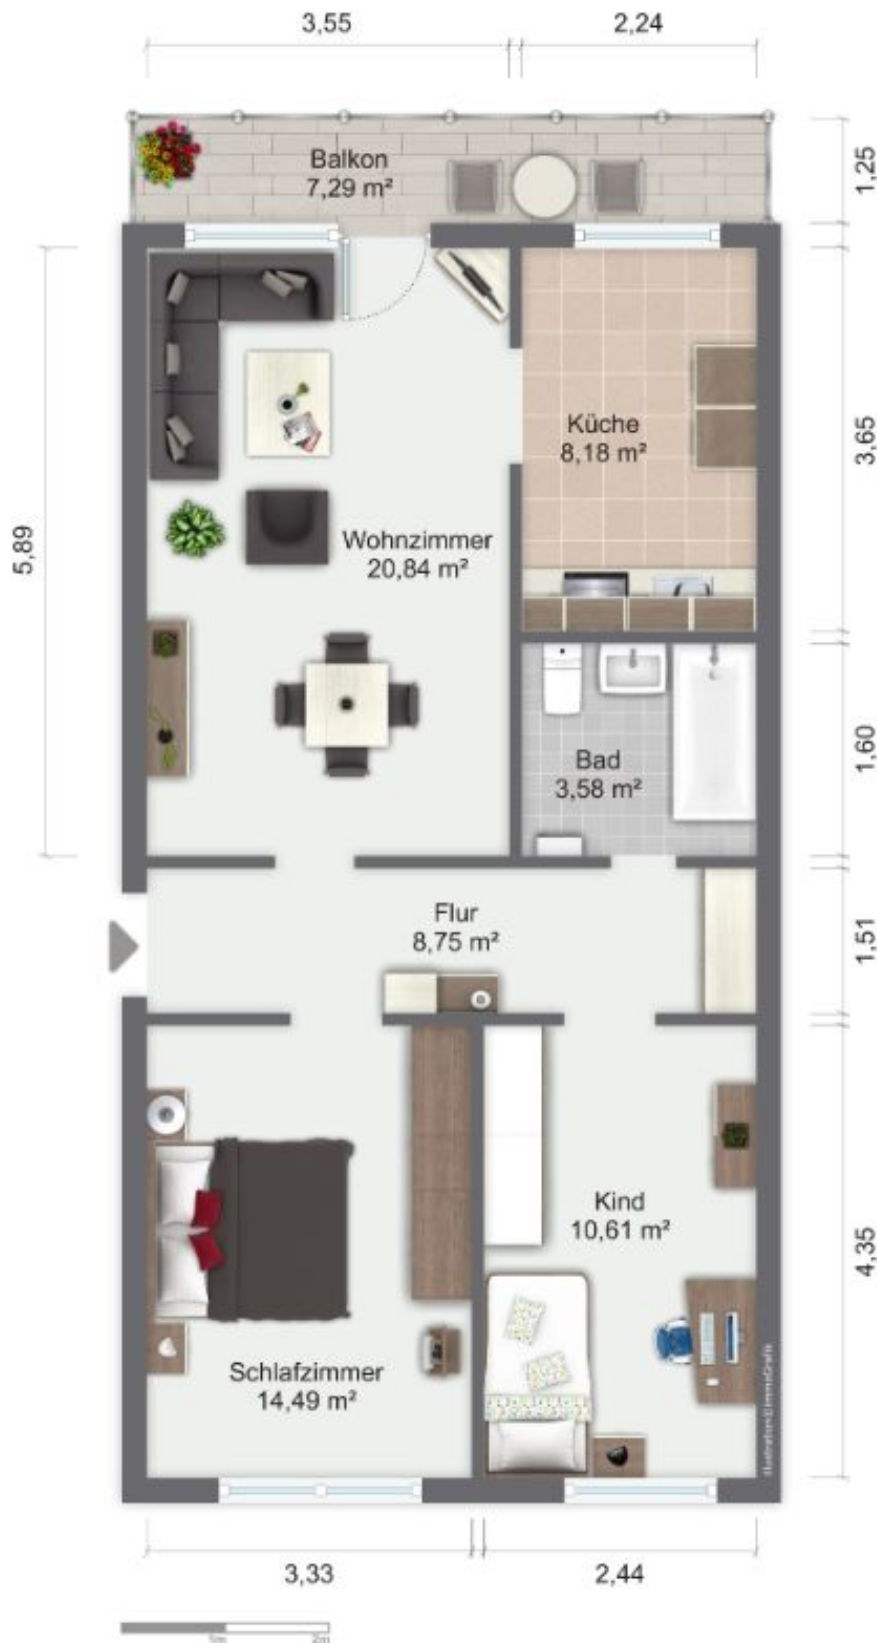 3,55
2,24
Balkon
7,29 m²
1,25
5,89
Küche
8,18 m²
3,65
Wohnzimmer
20,84 m²
Bad
3,58 m²
1,60
Flur
8,75 m²
1,51
Kind
10,61 m²
4,35
Schlafzimmer
14,49 m²
3,33
2,44
1m
2m